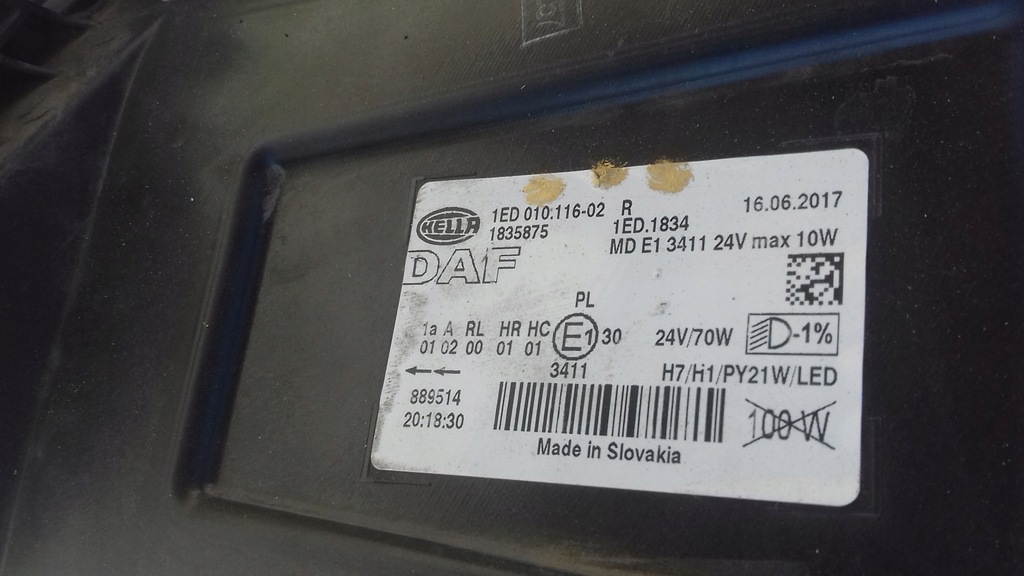 HELLA
1ED 010.116-02 R 16.06.2017
1835875 1ED.1834
MD E1 3411 24V max 10W
DAF
PL
1a A RL HR HC E1 30 24V/70W D-1%
01 02 00 01 01
3411 H7/H1/PY21W/LED
889514
20:18:30
100 W
Made in Slovakia